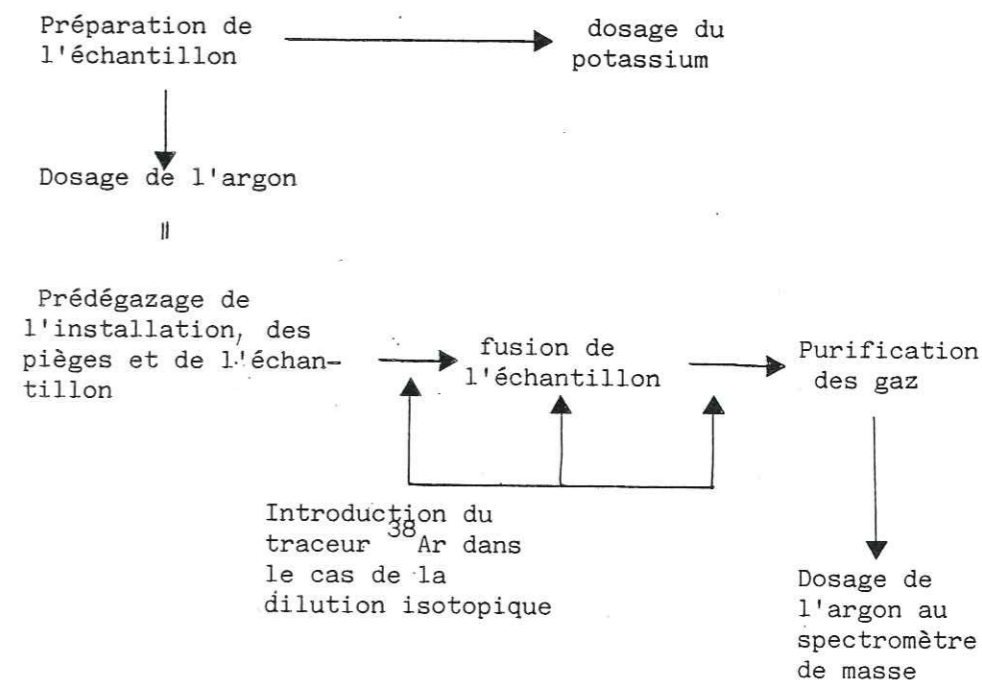 Préparation de
l'échantillon
dosage du
potassium
Dosage de l'argon
=
Prédégazage de
l'installation, des
pièges et de l'échan-
tillon
fusion de
l'échantillon
Purification
des gaz
Introduction du
traceur ³⁸Ar dans
le cas de la
dilution isotopique
Dosage de
l'argon au
spectromètre
de masse